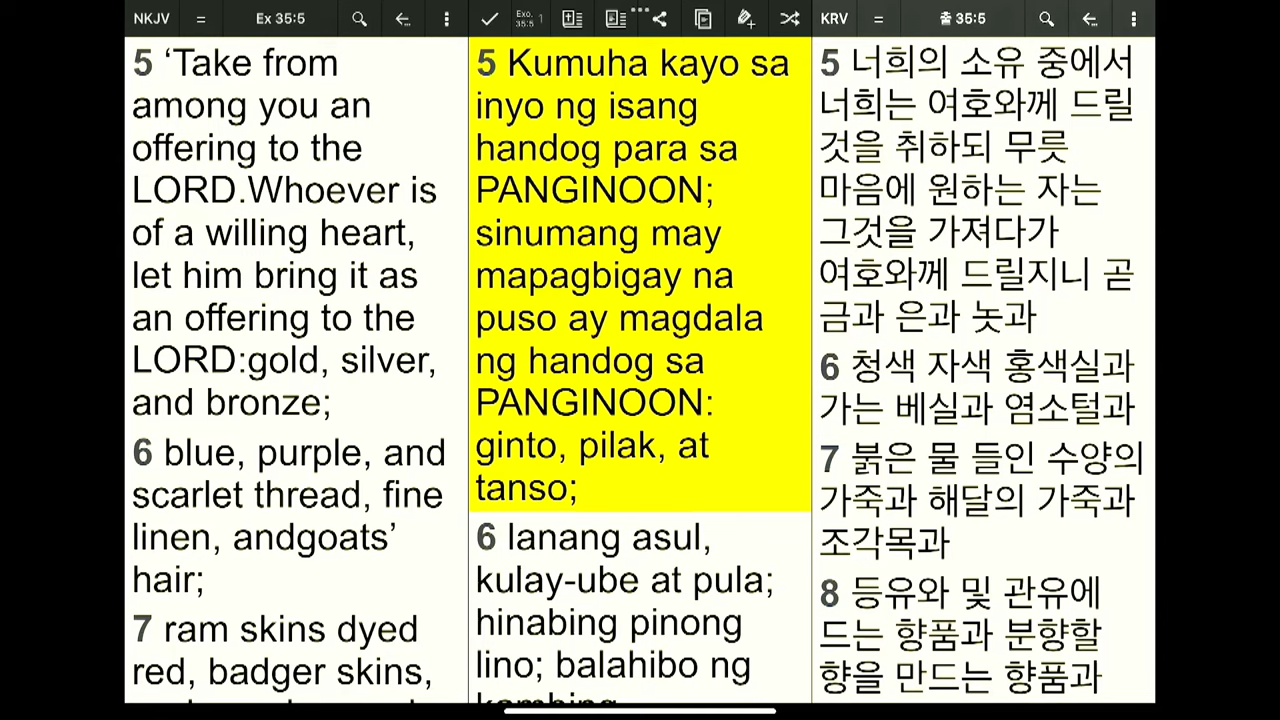 NKJV = Ex 35:5
5 ‘Take from
among you an
offering to the
LORD.Whoever is
of a willing heart,
let him bring it as
an offering to the
LORD:gold, silver,
and bronze;
6 blue, purple, and
scarlet thread, fine
linen, andgoats’
hair;
7 ram skins dyed
red, badger skins,
Exo. 35:5 1
5 Kumuha kayo sa
inyo ng isang
handog para sa
PANGINOON;
sinumang may
mapagbigay na
puso ay magdala
ng handog sa
PANGINOON:
ginto, pilak, at
tanso;
6 lanang asul,
kulay-ube at pula;
hinabing pinong
lino; balahibo ng
kambing
KRV = 출 35:5
5 너희의 소유 중에서
너희는 여호와께 드릴
것을 취하되 무릇
마음에 원하는 자는
그것을 가져다가
여호와께 드릴지니 곧
금과 은과 놋과
6 청색 자색 홍색실과
가는 베실과 염소털과
7 붉은 물 들인 수양의
가죽과 해달의 가죽과
조각목과
8 등유와 및 관유에
드는 향품과 분향할
향을 만드는 향품과